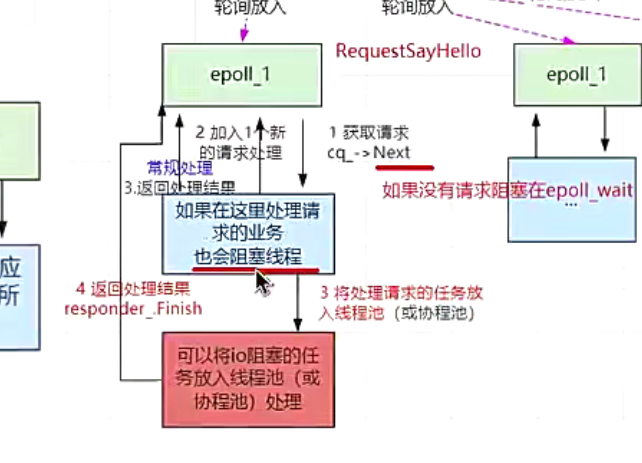 轮询放入
轮询放入
epoll_1
RequestSayHello
epoll_1
2 加入1个新
的请求处理
1 获取请求
cq_->Next
常规处理
3.返回处理结果
如果在这里处理请
求的业务
也会阻塞线程
如果没有请求阻塞在epoll_wait
...
应
所
4 返回处理结果
responder_.Finish
3 将处理请求的任务放
入线程池（或协程池）
可以将io阻塞的任
务放入线程池（或
协程池）处理